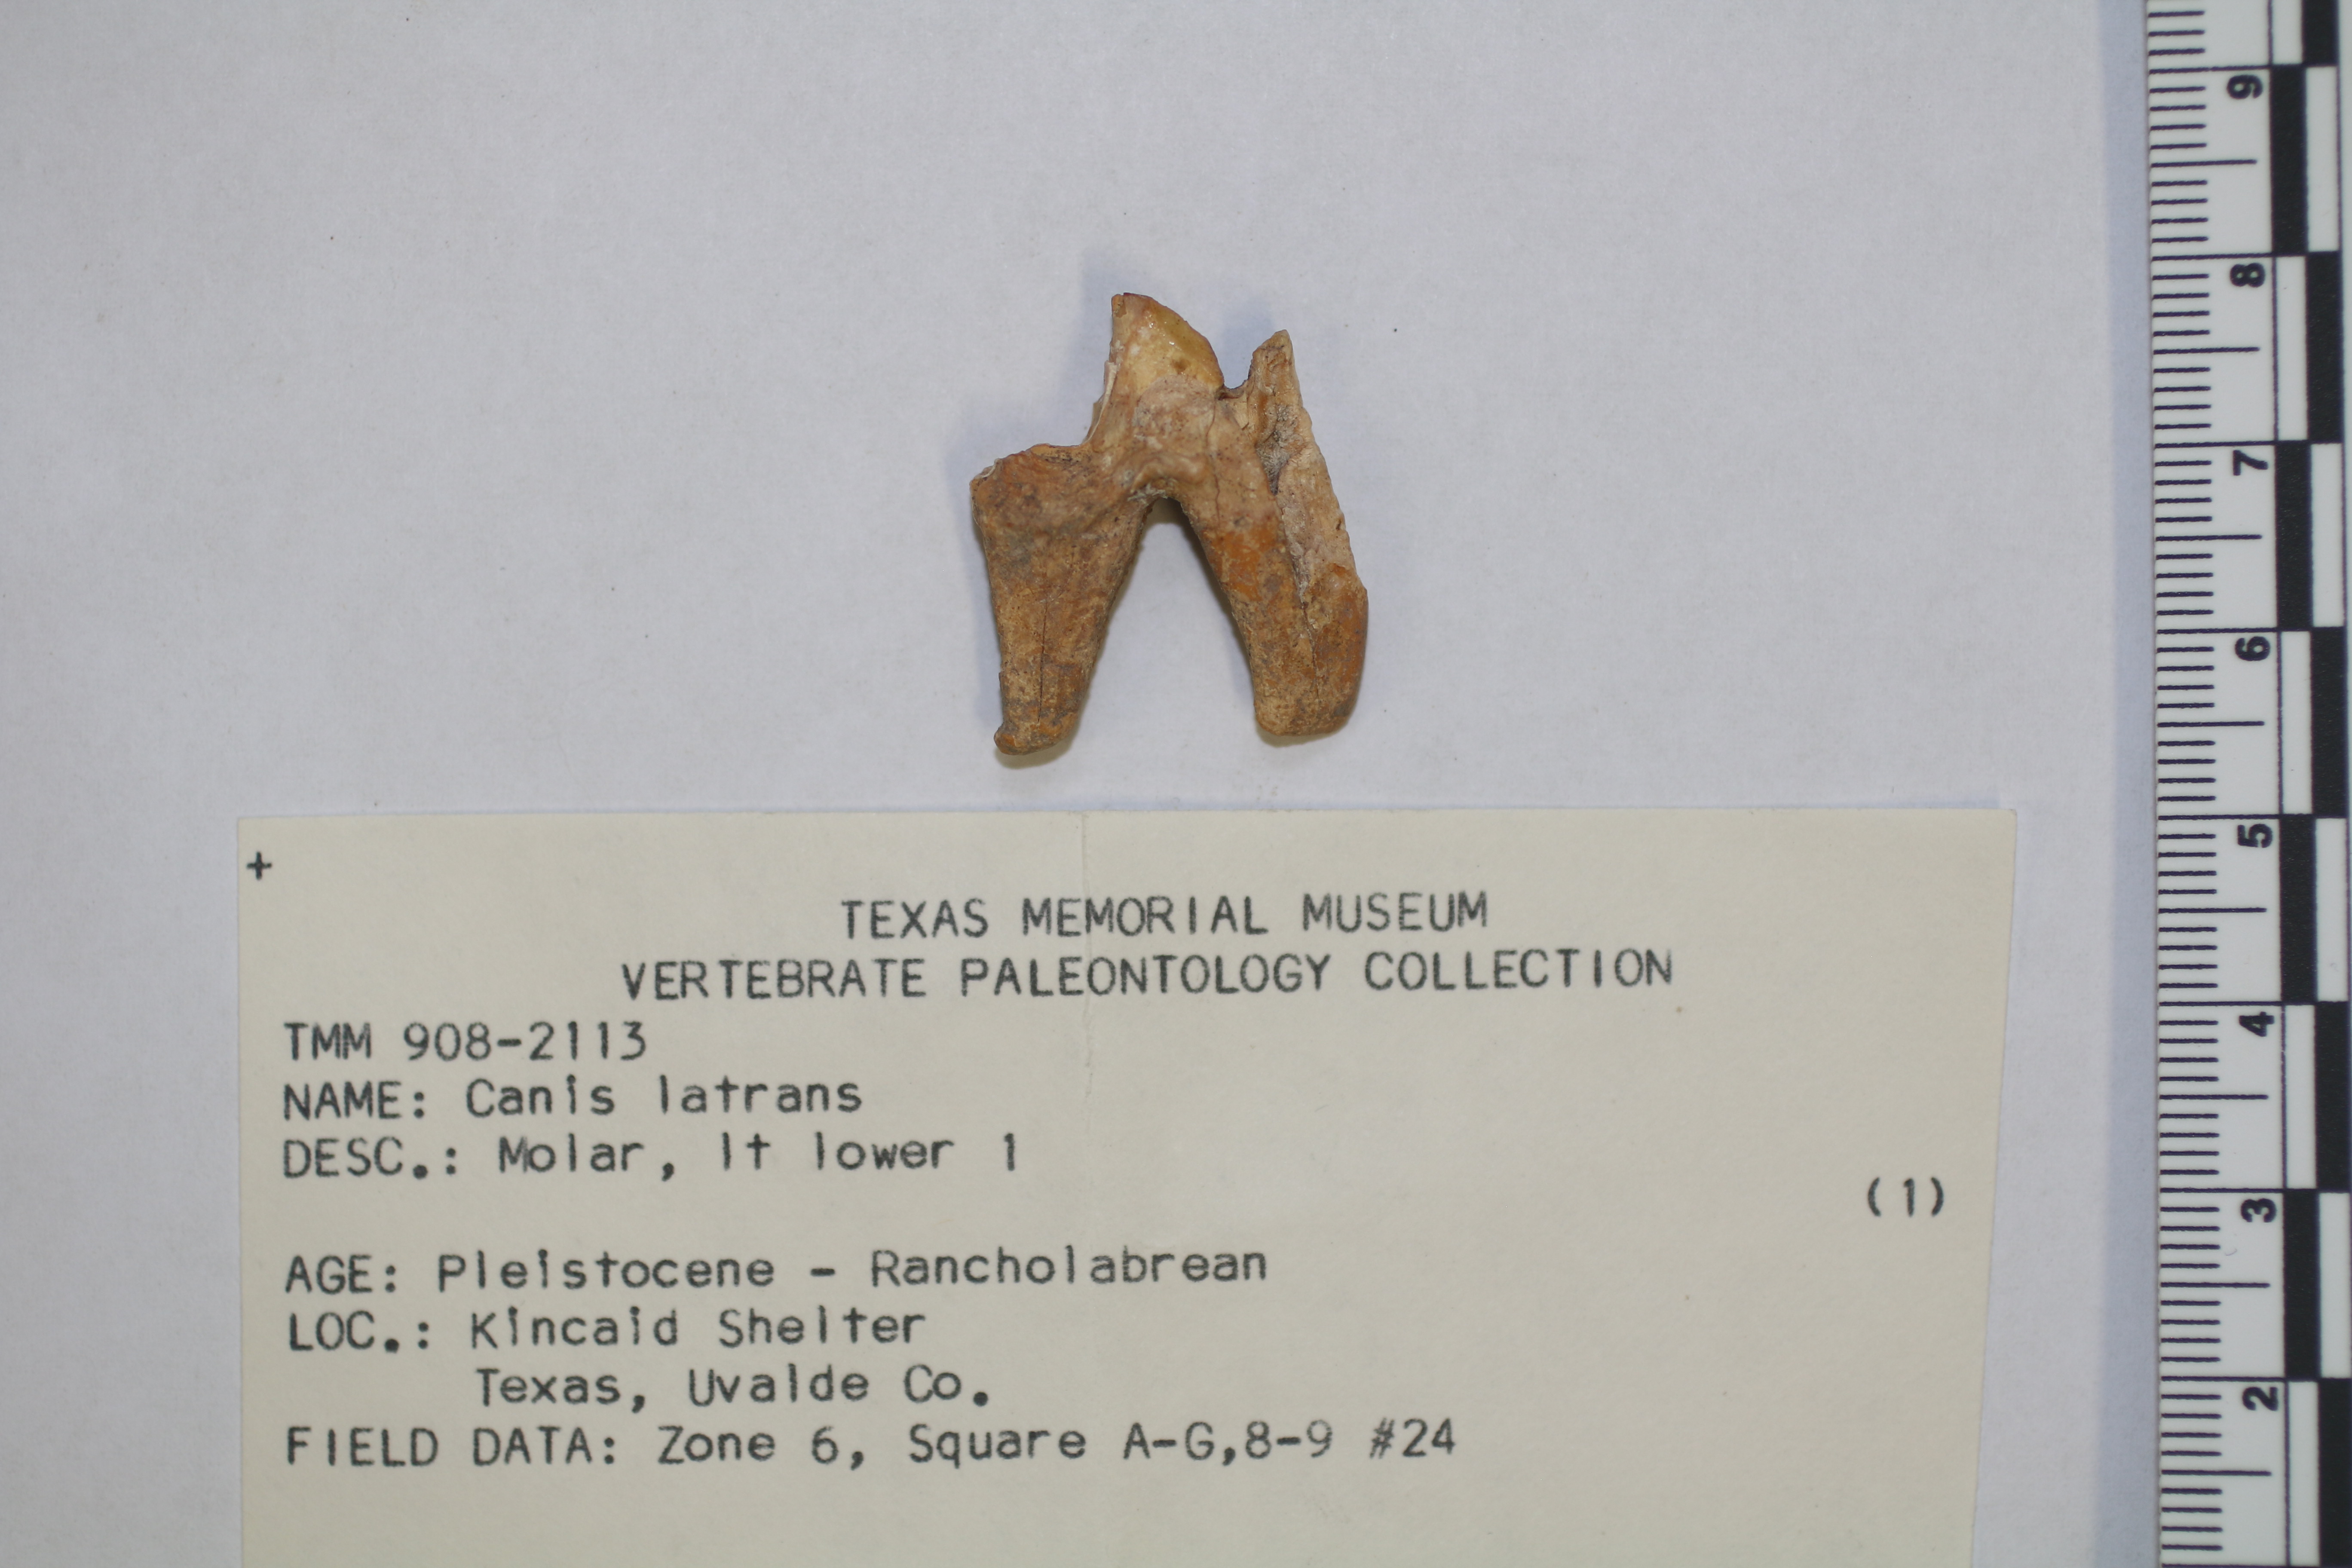 +
TEXAS MEMORIAL MUSEUM
VERTEBRATE PALEONTOLOGY COLLECTION
TMM 908-2113
NAME: Canis latrans
DESC.: Molar, lt lower 1
(1)
AGE: Pleistocene - Rancholabrean
LOC.: Kincaid Shelter
Texas, Uvalde Co.
FIELD DATA: Zone 6, Square A-G,8-9 #24
9
8
7
6
5
4
3
2